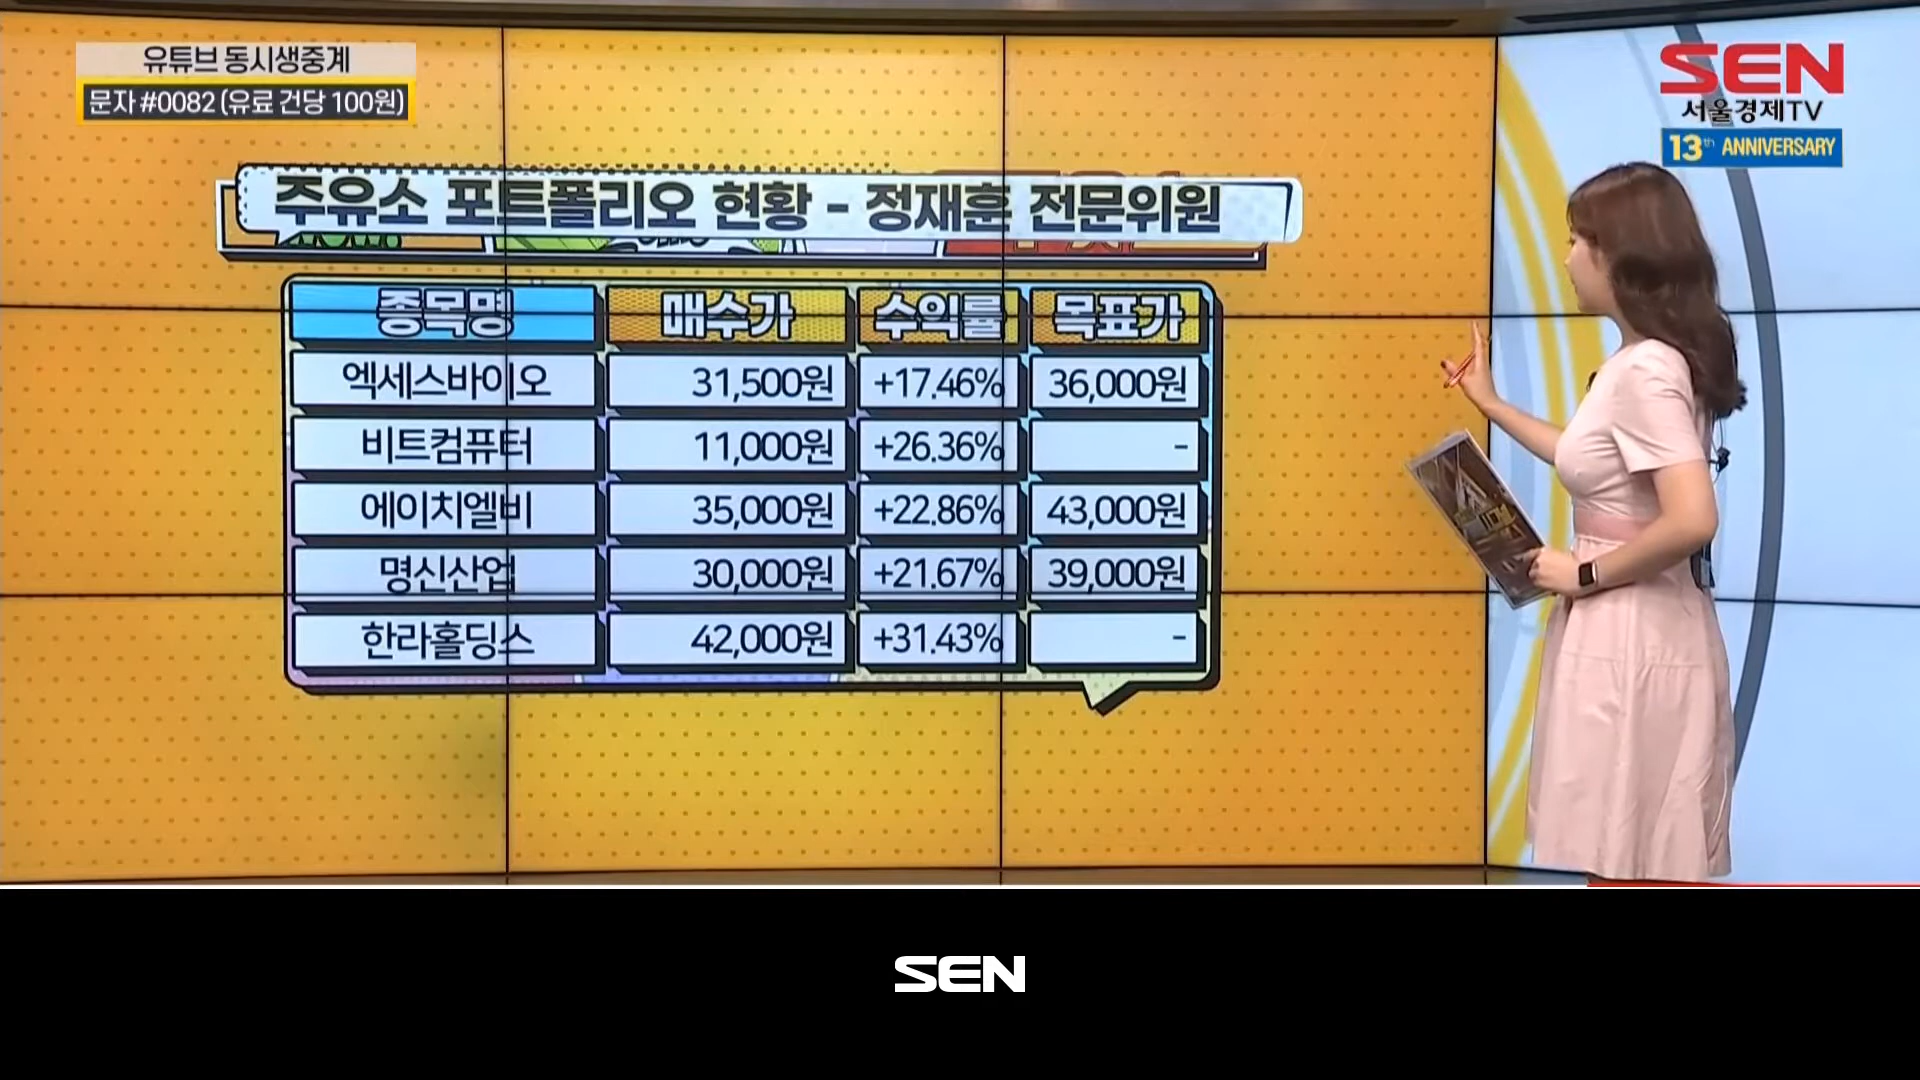 유튜브 동시생중계
문자 #0082 (유료 건당 100원)
SEN
서울경제TV
13th ANNIVERSARY
주유소 포트폴리오 현황 - 정재훈 전문위원
종목명 매수가 수익률 목표가
엑세스바이오 31,500원 +17.46% 36,000원
비트컴퓨터 11,000원 +26.36% -
에이치엘비 35,000원 +22.86% 43,000원
명신산업 30,000원 +21.67% 39,000원
한라홀딩스 42,000원 +31.43% -
SEN